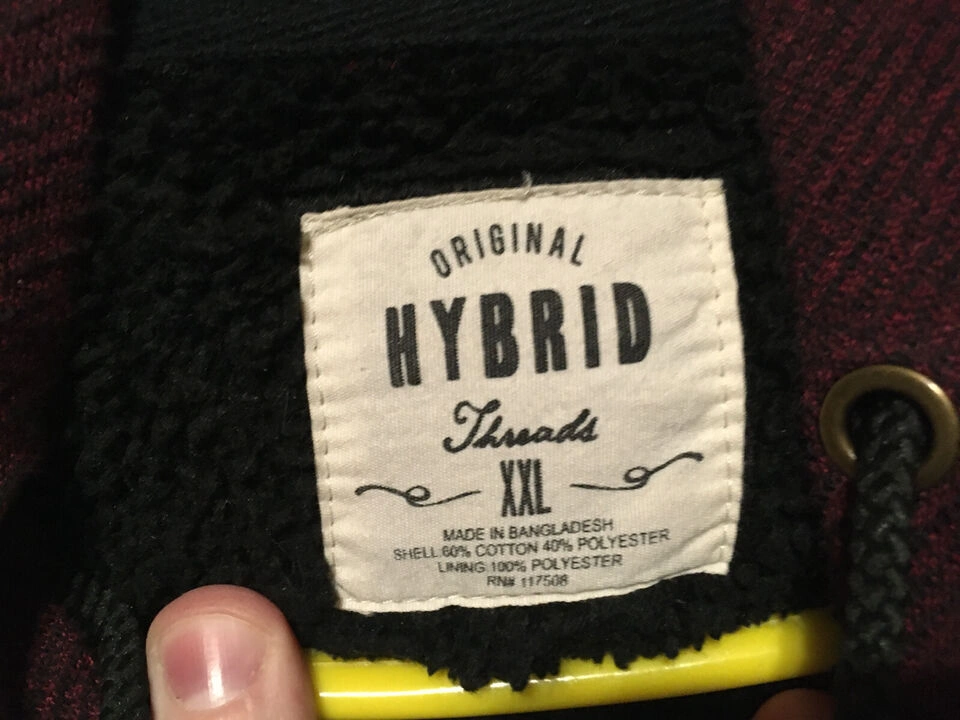 ORIGINAL
HYBRID
Threads
XXL
MADE IN BANGLADESH
SHELL:60% COTTON 40% POLYESTER
LINING 100% POLYESTER
RN# 117508